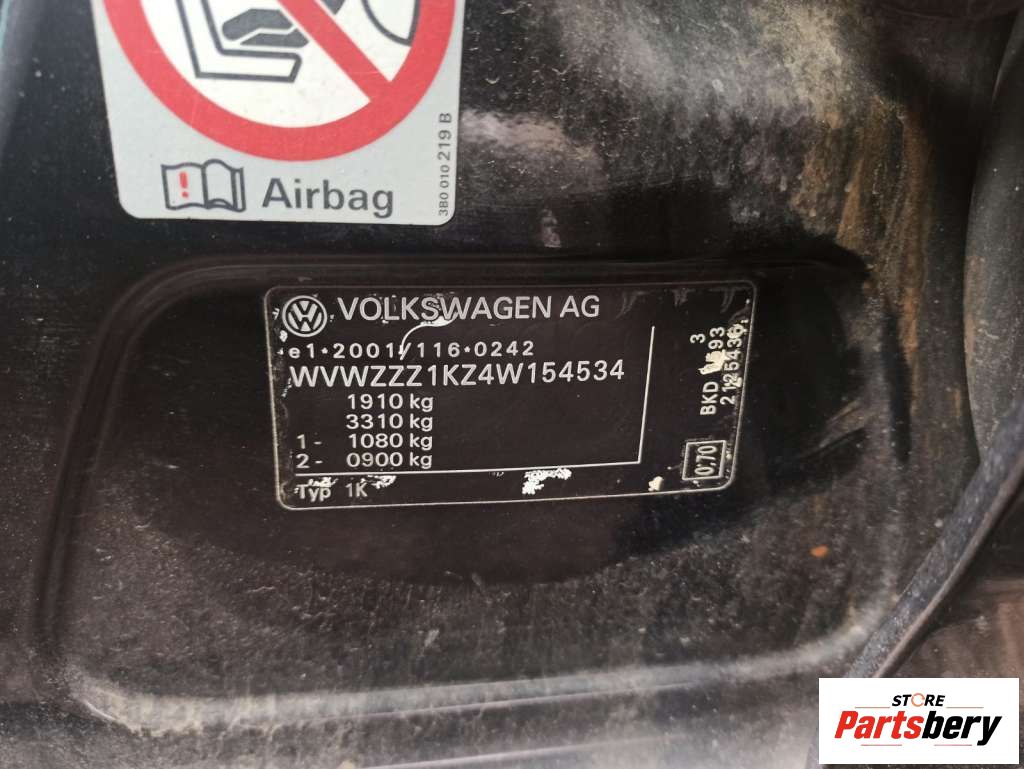 Airbag
3B0 010 219 B
VOLKSWAGEN AG
e1*2001/116*0242
WVWZZZ1KZ4W154534
1910 kg
3310 kg
1- 1080 kg
2- 0900 kg
Typ 1K
3
BKD
0.70
STORE
Partsbery